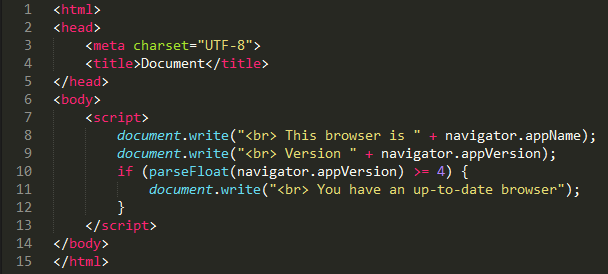 1 <html>
2 <head>
3     <meta charset="UTF-8">
4     <title>Document</title>
5 </head>
6 <body>
7     <script>
8         document.write("<br> This browser is " + navigator.appName);
9         document.write("<br> Version " + navigator.appVersion);
10         if (parseFloat(navigator.appVersion) >= 4) {
11             document.write("<br> You have an up-to-date browser");
12         }
13     </script>
14 </body>
15 </html>